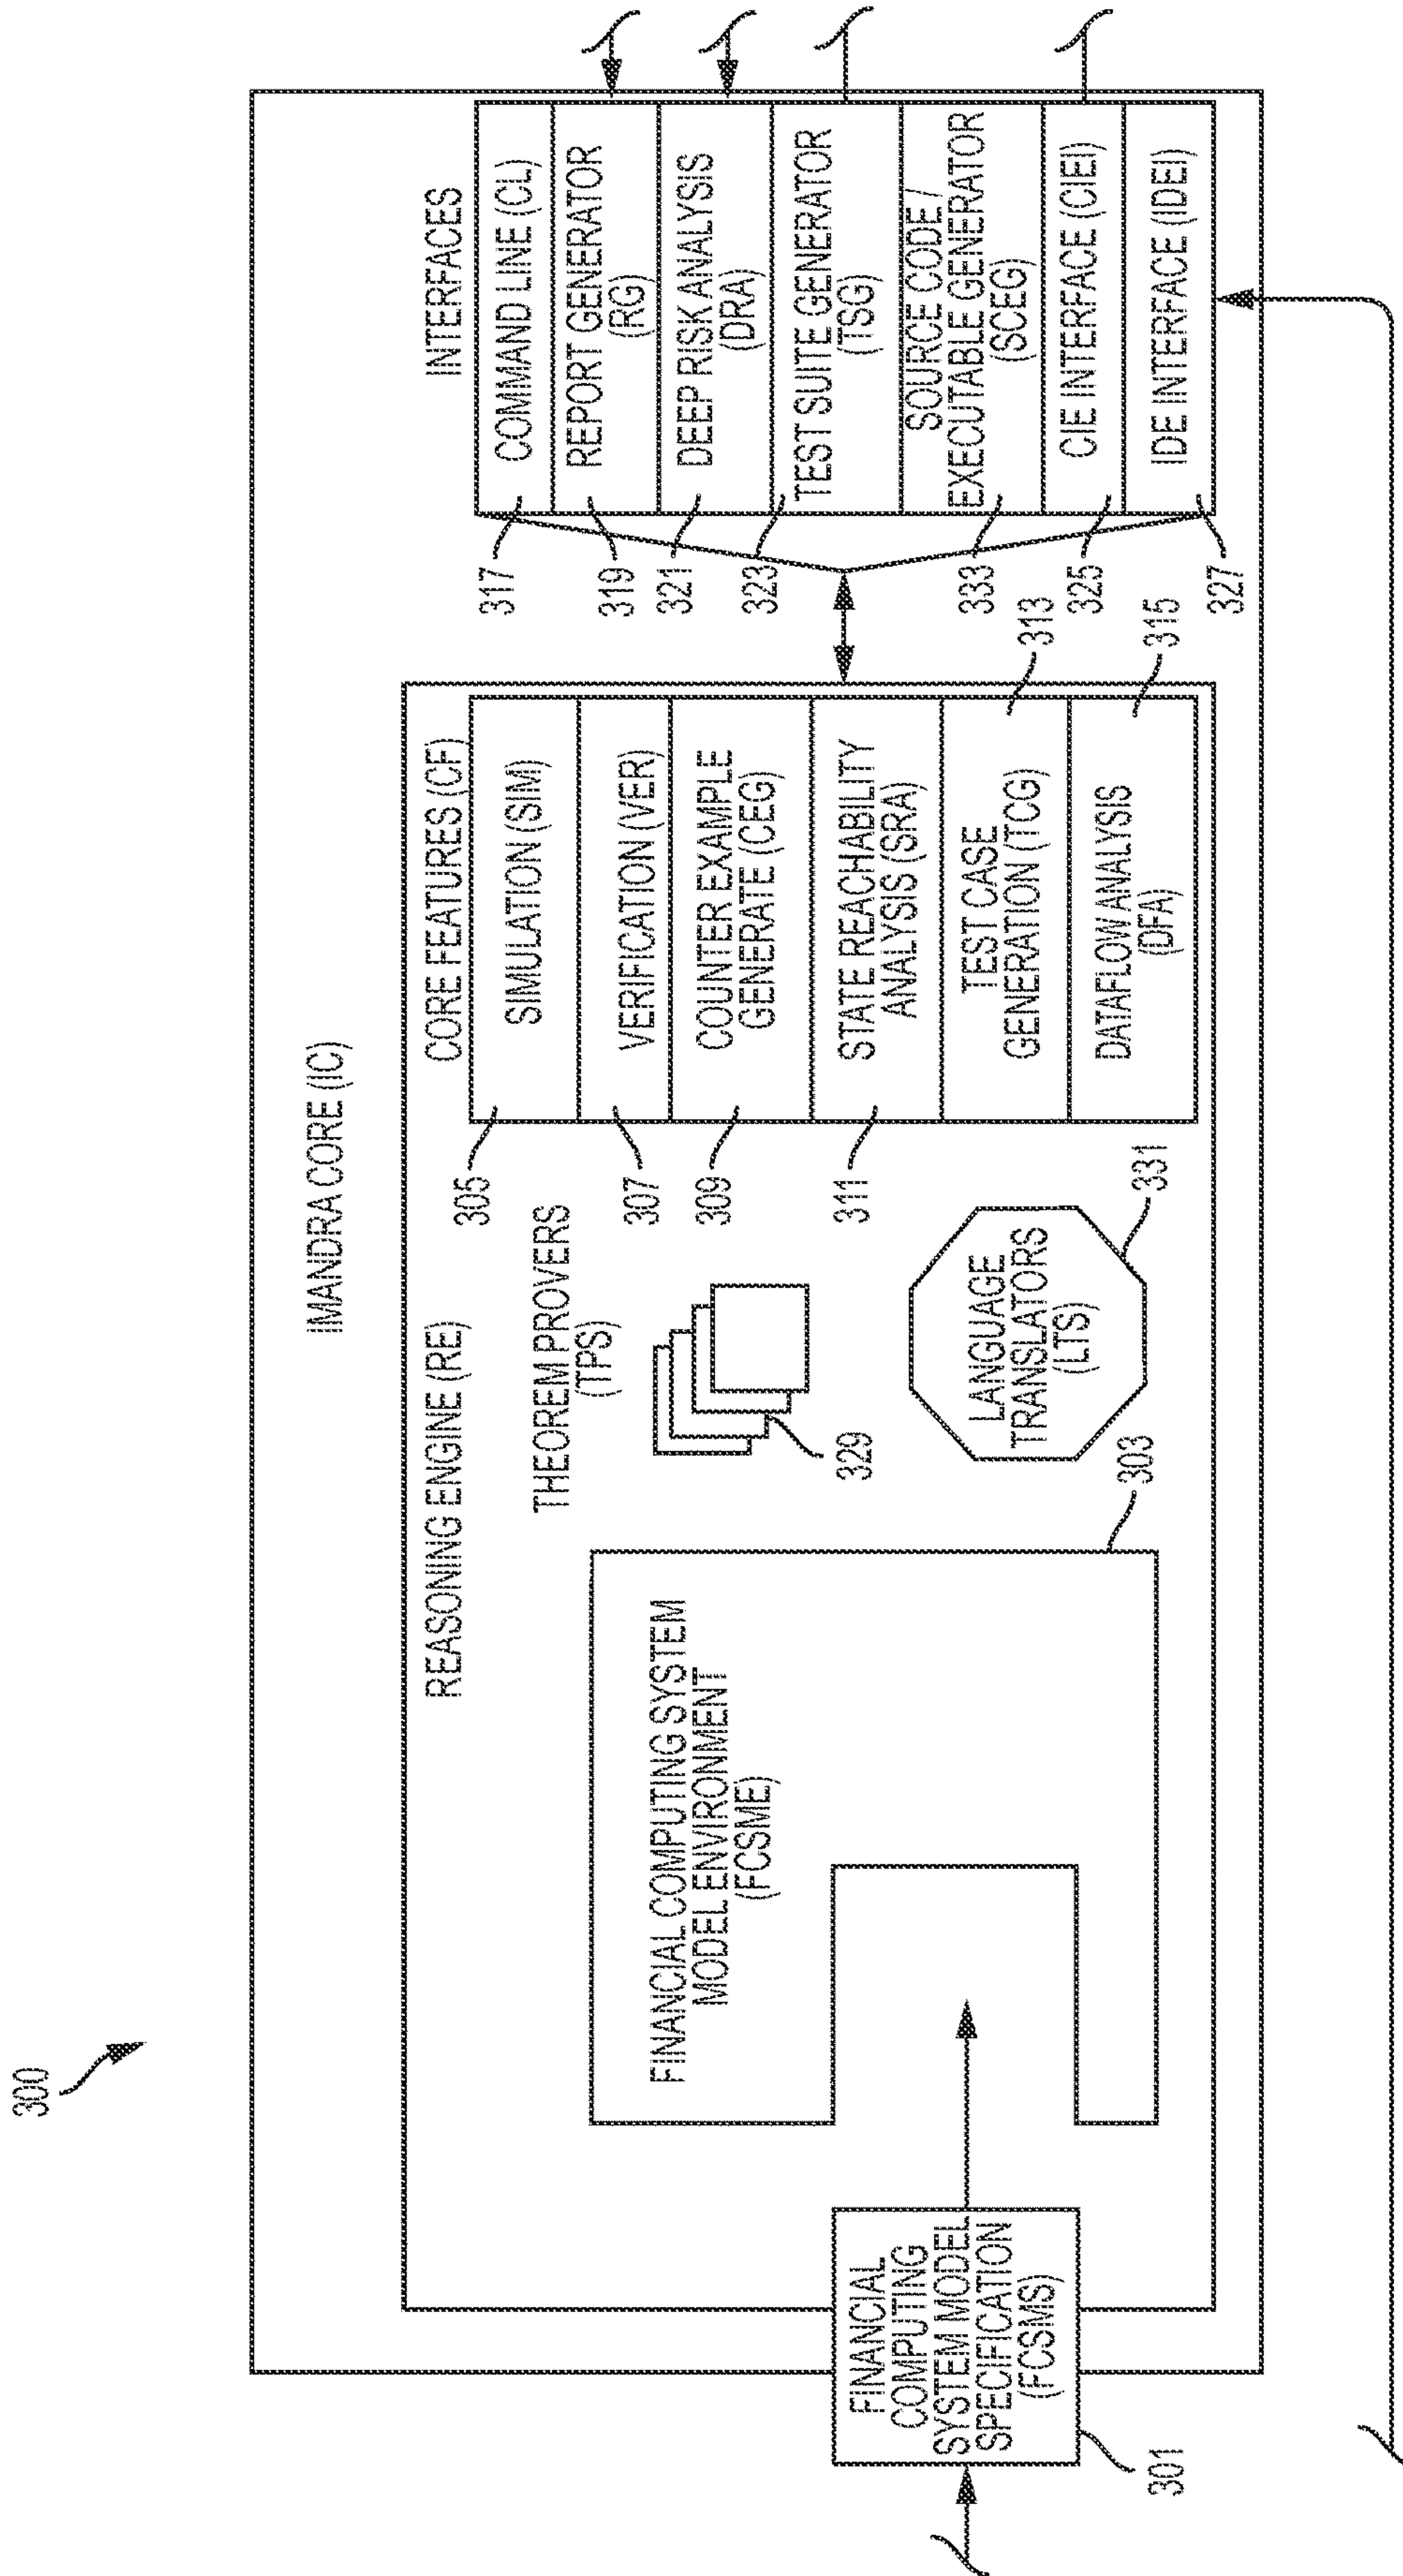 300
IMANDRA CORE (IC)
REASONING ENGINE (RE)
FINANCIAL
COMPUTING
SYSTEM MODEL
SPECIFICATION
(FCSMS)
301
FINANCIAL COMPUTING SYSTEM
MODEL ENVIRONMENT
(FCSME)
303
THEOREM PROVERS
(TPS)
329
LANGUAGE
TRANSLATORS
(LTS)
331
CORE FEATURES (CF)
305
SIMULATION (SIM)
307
VERIFICATION (VER)
309
COUNTER EXAMPLE
GENERATE (CEG)
311
STATE REACHABILITY
ANALYSIS (SRA)
TEST CASE
GENERATION (TCG)
313
DATAFLOW ANALYSIS
(DFA)
315
INTERFACES
317
COMMAND LINE (CL)
319
REPORT GENERATOR
(RG)
321
DEEP RISK ANALYSIS
(DRA)
323
TEST SUITE GENERATOR
(TSG)
333
SOURCE CODE /
EXECUTABLE GENERATOR
(SCEG)
325
CIE INTERFACE (CIEI)
327
IDE INTERFACE (IDEI)